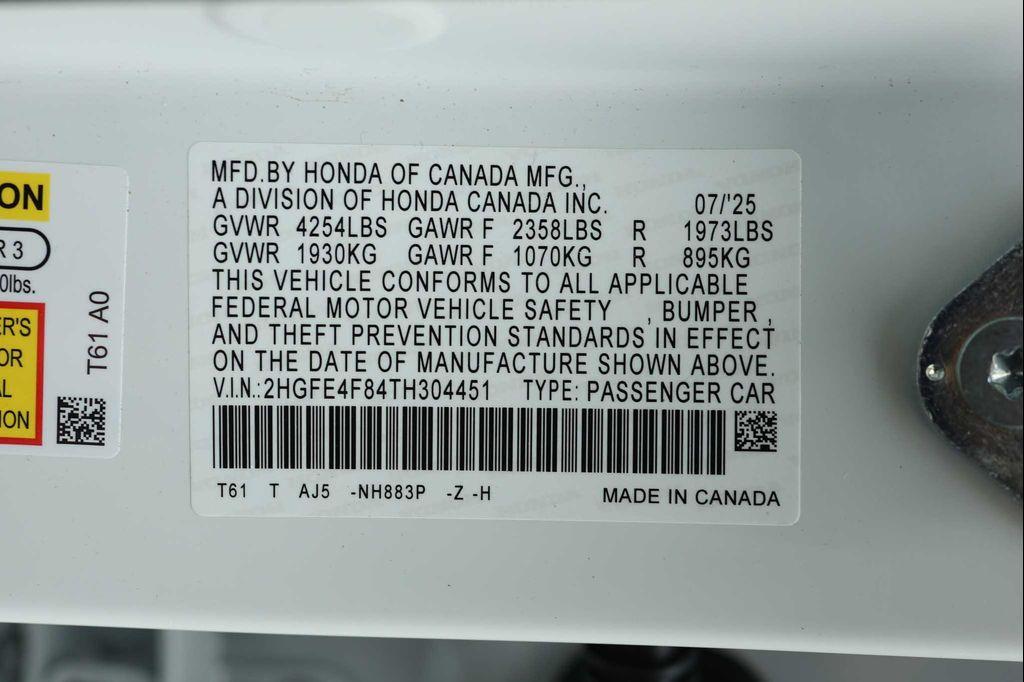 ON
R 3
0lbs.
ER'S
OR
AL
ION
T61 A0
MFD.BY HONDA OF CANADA MFG.,
A DIVISION OF HONDA CANADA INC. 07/'25
GVWR 4254LBS GAWR F 2358LBS R 1973LBS
GVWR 1930KG GAWR F 1070KG R 895KG
THIS VEHICLE CONFORMS TO ALL APPLICABLE
FEDERAL MOTOR VEHICLE SAFETY , BUMPER ,
AND THEFT PREVENTION STANDARDS IN EFFECT
ON THE DATE OF MANUFACTURE SHOWN ABOVE.
V.I.N.:2HGFE4F84TH304451 TYPE: PASSENGER CAR
T61 T AJ5 -NH883P -Z -H MADE IN CANADA